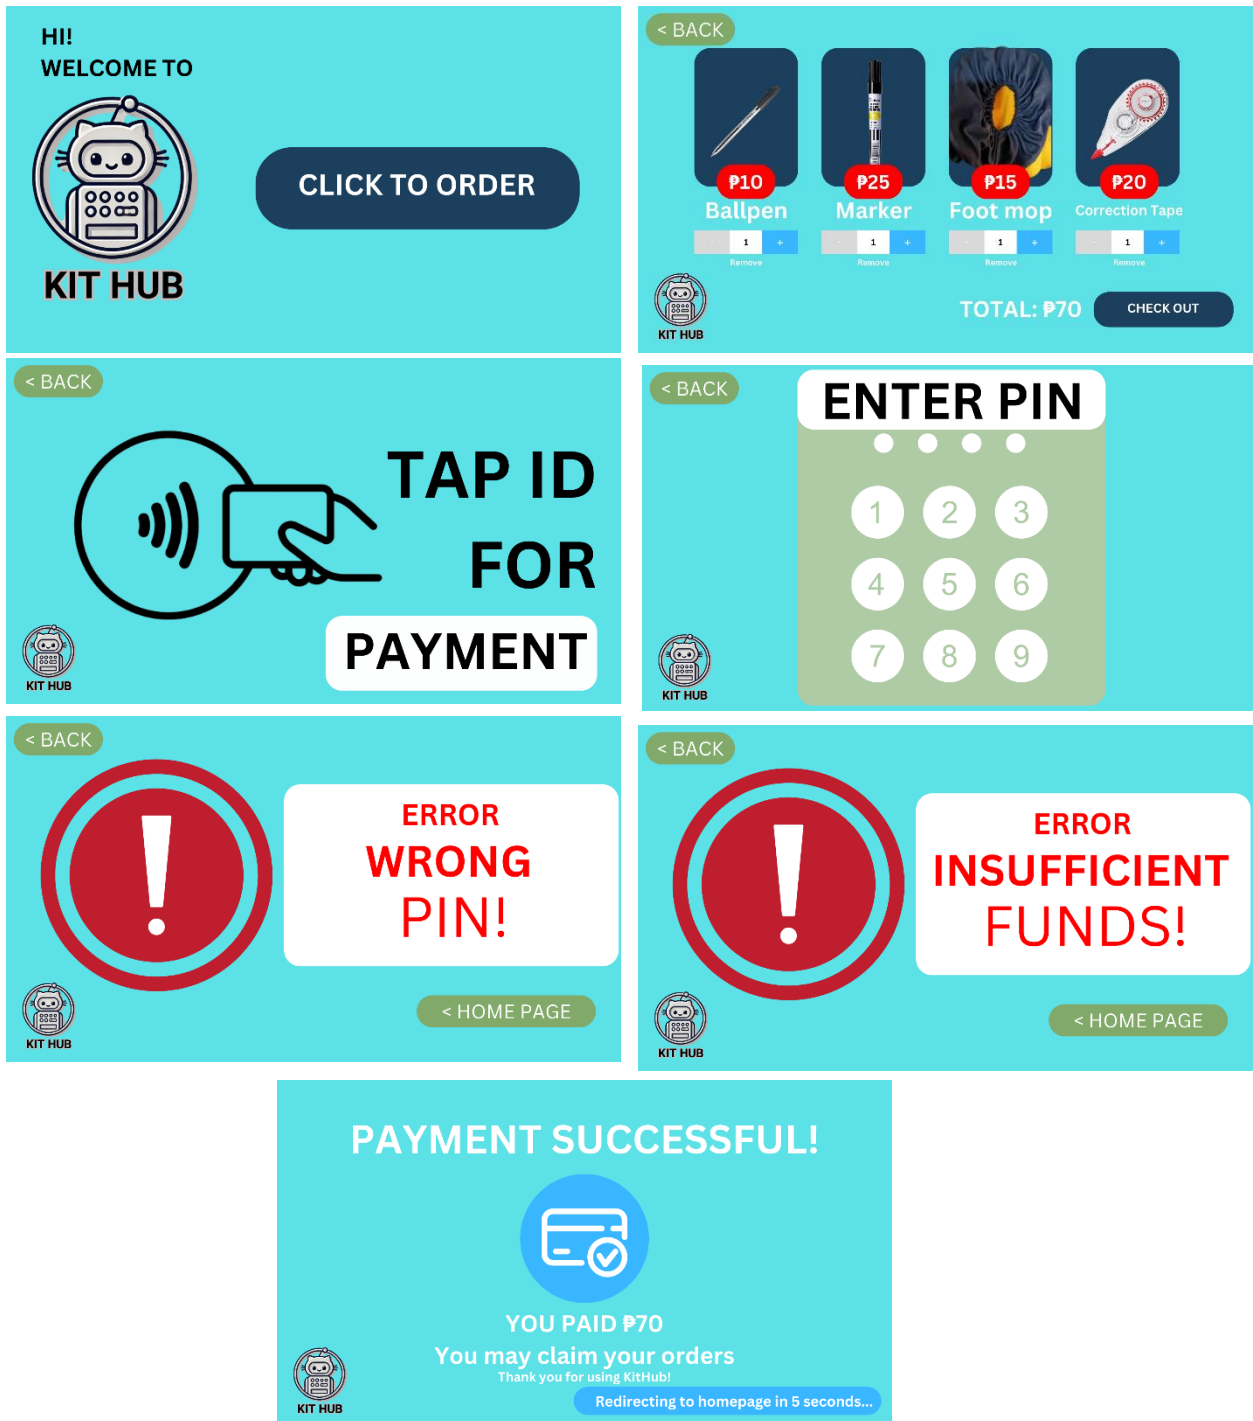 HI!
WELCOME TO
KIT HUB
CLICK TO ORDER
< BACK
₱10
₱25
₱15
₱20
Ballpen
Marker
Foot mop
Correction Tape
- 1 +
- 1 +
- 1 +
- 1 +
Remove
Remove
Remove
Remove
KIT HUB
TOTAL: ₱70
CHECK OUT
< BACK
TAP ID
FOR
PAYMENT
KIT HUB
< BACK
ENTER PIN
1 2 3
4 5 6
7 8 9
KIT HUB
< BACK
ERROR
WRONG
PIN!
< HOME PAGE
KIT HUB
< BACK
ERROR
INSUFFICIENT
FUNDS!
< HOME PAGE
KIT HUB
PAYMENT SUCCESSFUL!
YOU PAID ₱70
You may claim your orders
Thank you for using KitHub!
Redirecting to homepage in 5 seconds...
KIT HUB